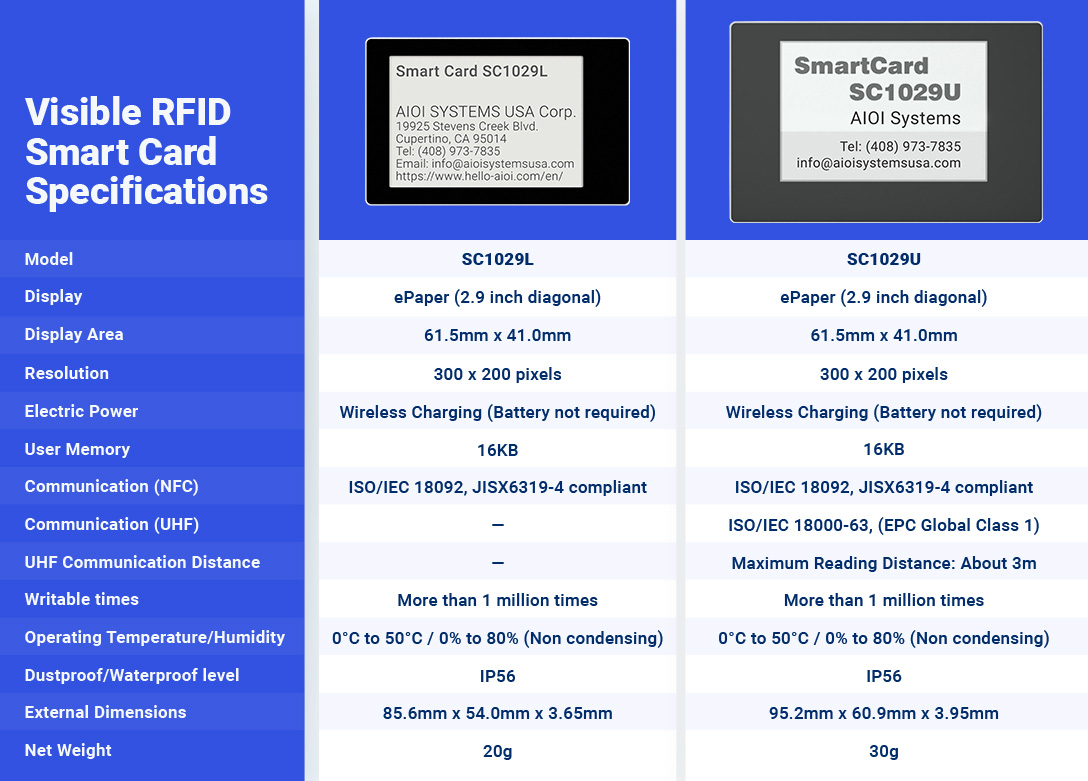 Visible RFID
Smart Card
Specifications
Smart Card SC1029L
AIOI SYSTEMS USA Corp.
19925 Stevens Creek Blvd.
Cupertino, CA 95014
Tel: (408) 973-7835
Email: info@aioisystemsusa.com
https://www.hello-aioi.com/en/
SmartCard
SC1029U
AIOI Systems
Tel: (408) 973-7835
info@aioisystemsusa.com
Model SC1029L SC1029U
Display ePaper (2.9 inch diagonal) ePaper (2.9 inch diagonal)
Display Area 61.5mm x 41.0mm 61.5mm x 41.0mm
Resolution 300 x 200 pixels 300 x 200 pixels
Electric Power Wireless Charging (Battery not required) Wireless Charging (Battery not required)
User Memory 16KB 16KB
Communication (NFC) ISO/IEC 18092, JISX6319-4 compliant ISO/IEC 18092, JISX6319-4 compliant
Communication (UHF) — ISO/IEC 18000-63, (EPC Global Class 1)
UHF Communication Distance — Maximum Reading Distance: About 3m
Writable times More than 1 million times More than 1 million times
Operating Temperature/Humidity 0°C to 50°C / 0% to 80% (Non condensing) 0°C to 50°C / 0% to 80% (Non condensing)
Dustproof/Waterproof level IP56 IP56
External Dimensions 85.6mm x 54.0mm x 3.65mm 95.2mm x 60.9mm x 3.95mm
Net Weight 20g 30g